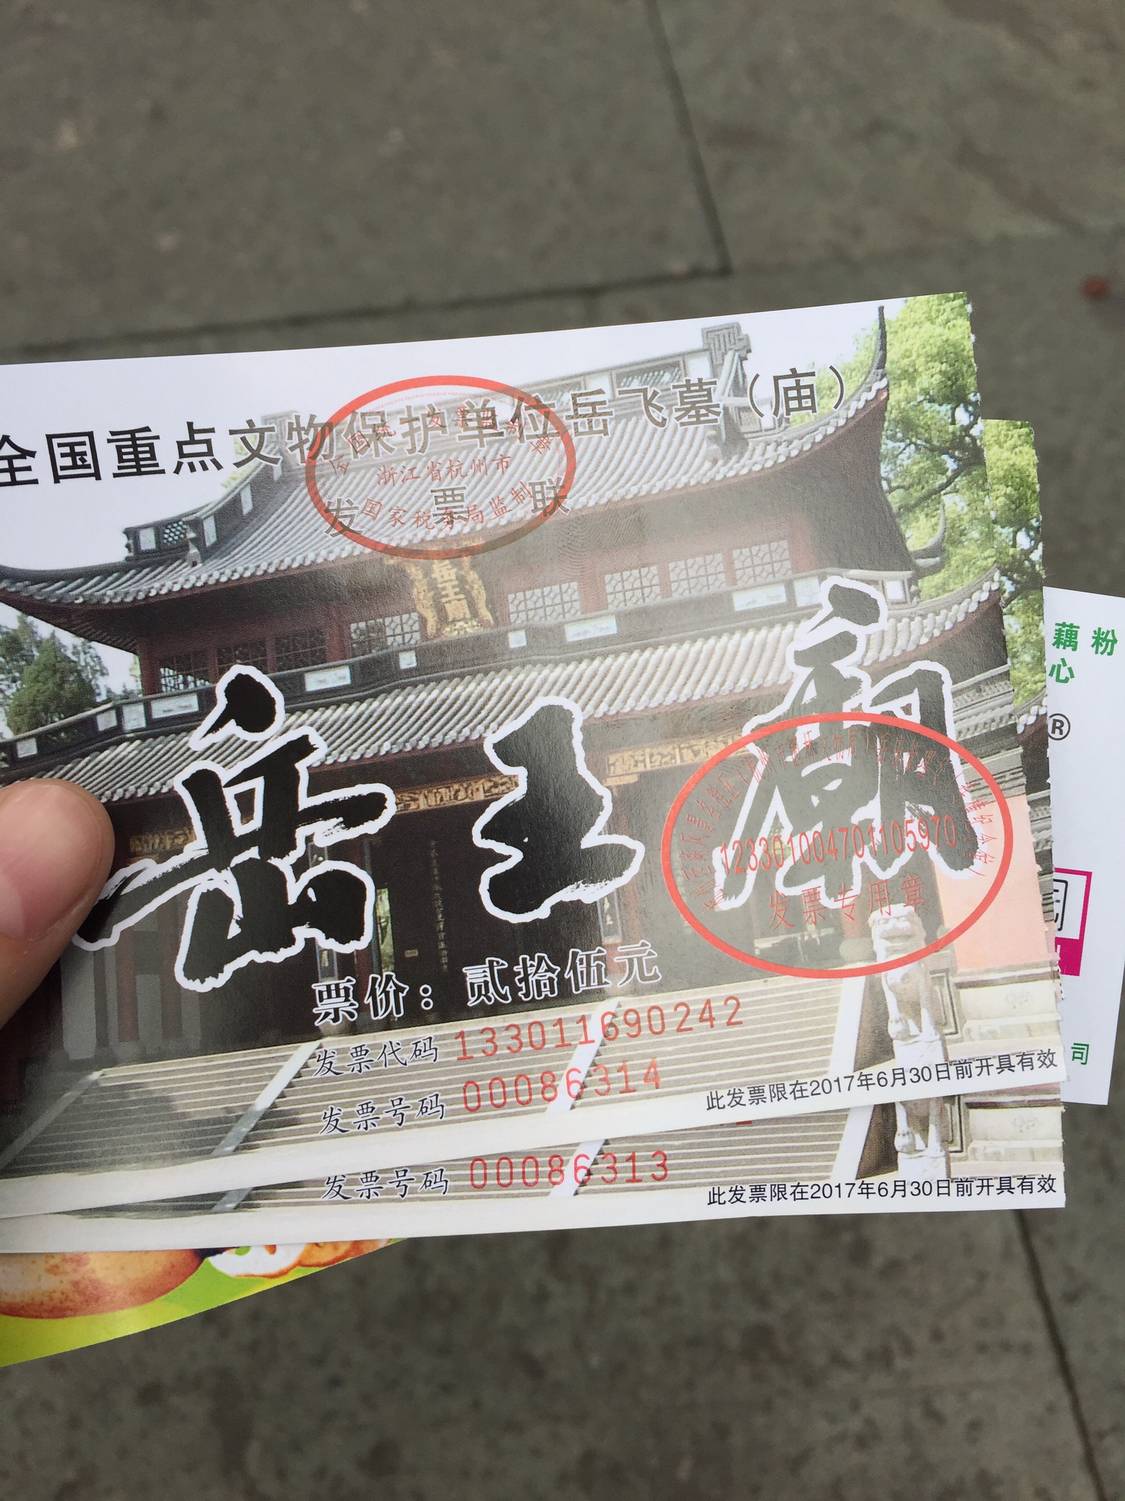 全国重点文物保护单位岳飞墓（庙）
浙江省杭州市
国家税务局监制
发票联
岳王庙
岳王庙
123301004701105970
发票专用章
票价：贰拾伍元
发票代码 133011690242
发票号码 00086314
此发票限在2017年6月30日前开具有效
发票号码 00086313
此发票限在2017年6月30日前开具有效
藕粉
心
®
司